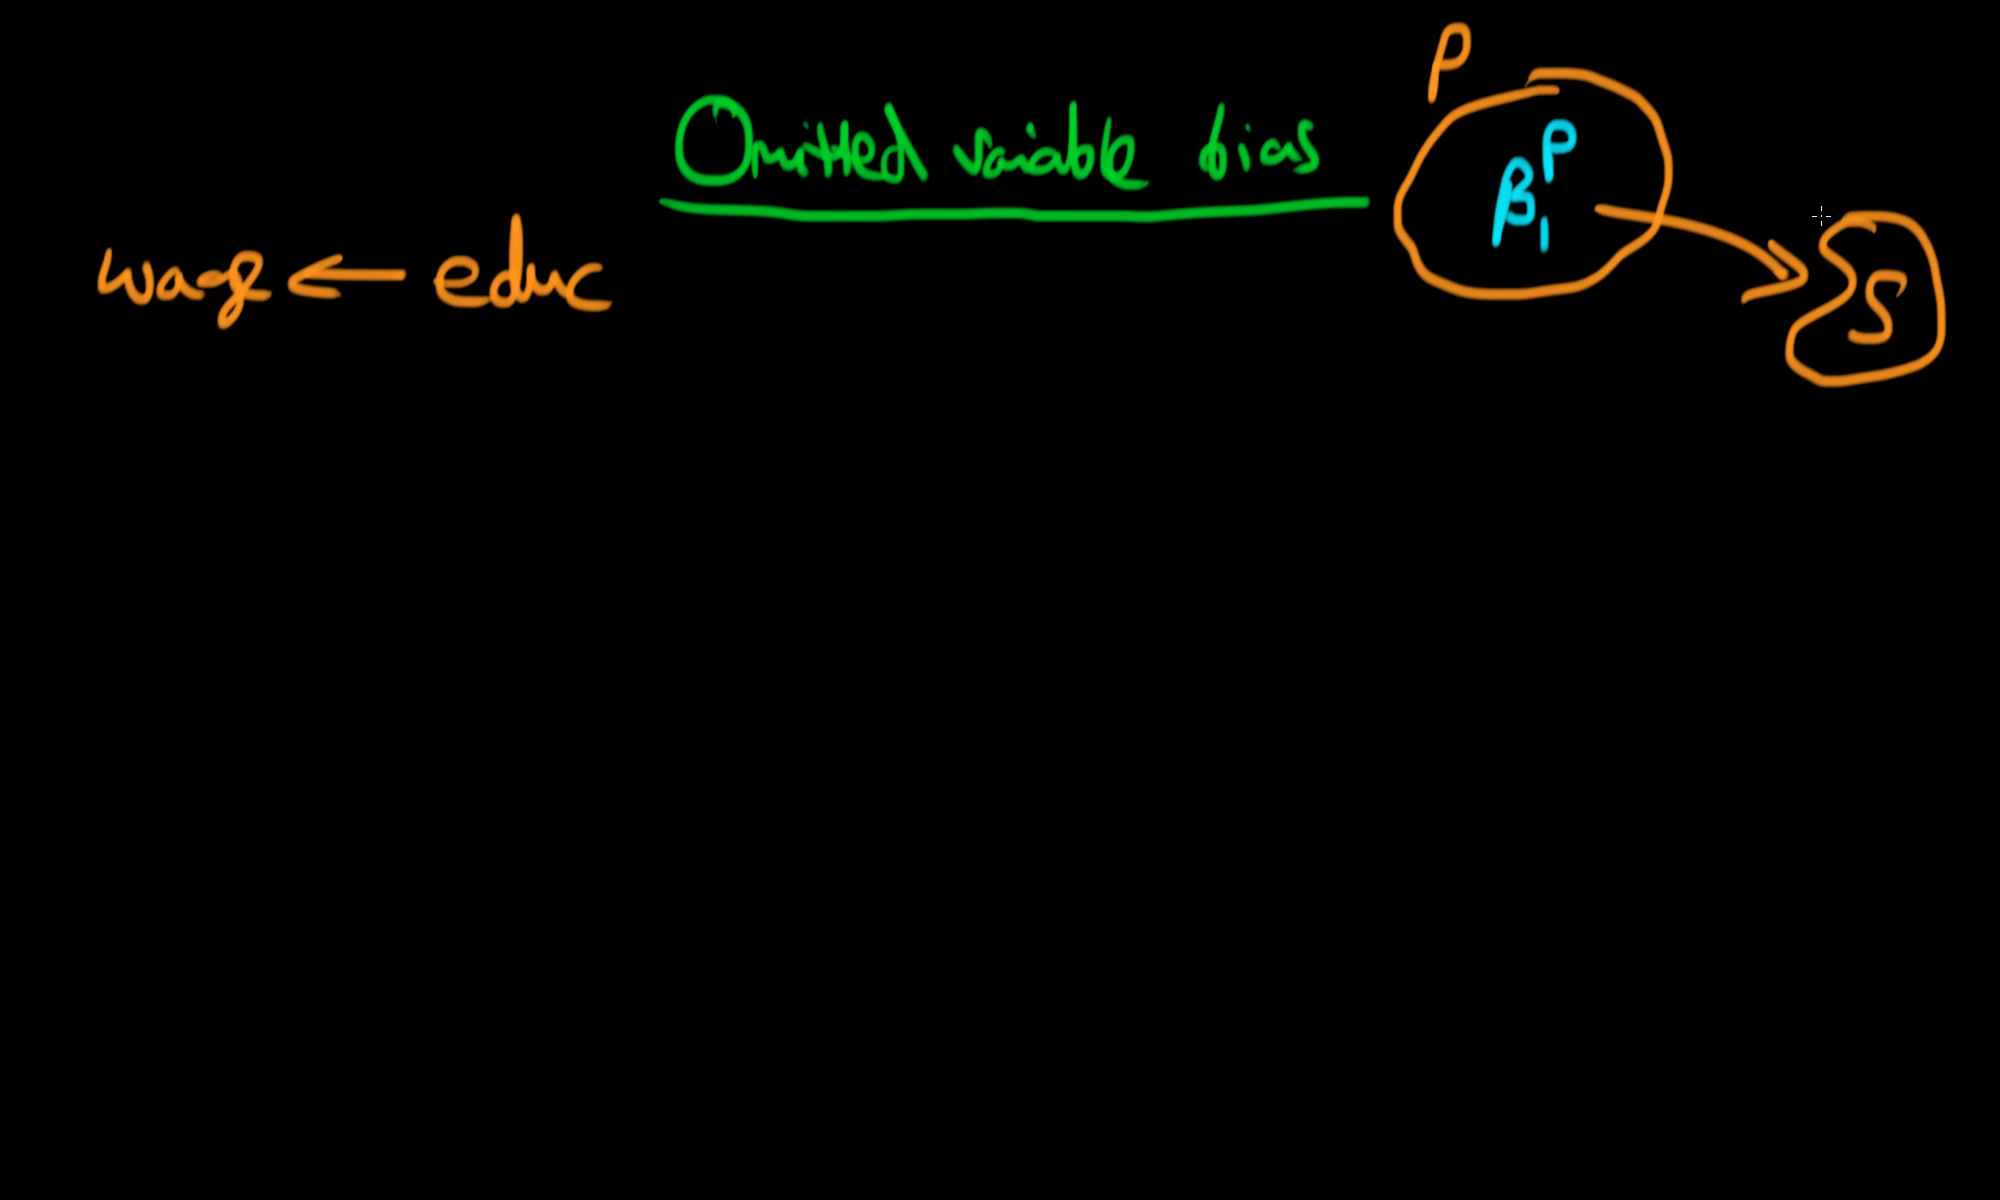 P
Omitted variable bias
β₁ᴾ
wage ← educ
S